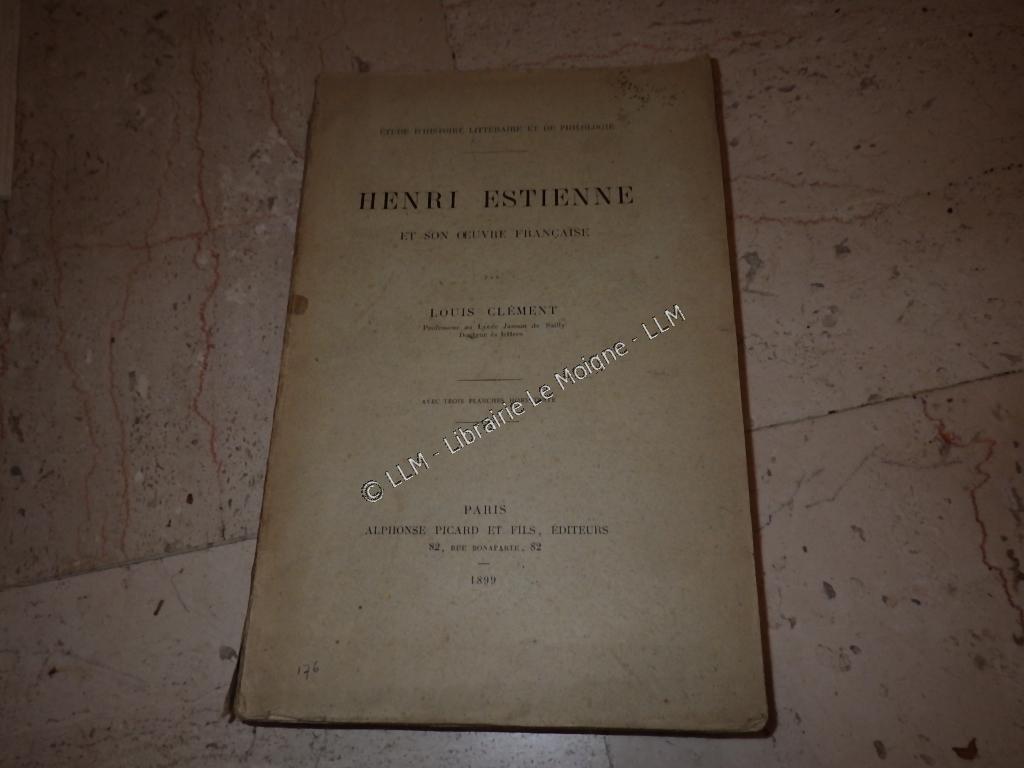 ÉTUDE D'HISTOIRE LITTÉRAIRE ET DE PHILOLOGIE
HENRI ESTIENNE
ET SON ŒUVRE FRANÇAISE
PAR
LOUIS CLÉMENT
Professeur au Lycée Janson de Sailly
Docteur ès lettres
AVEC TROIS PLANCHES
© LLM - Librairie Le Moigne - LLM
PARIS
ALPHONSE PICARD ET FILS, ÉDITEURS
82, RUE BONAPARTE, 82
1899
176